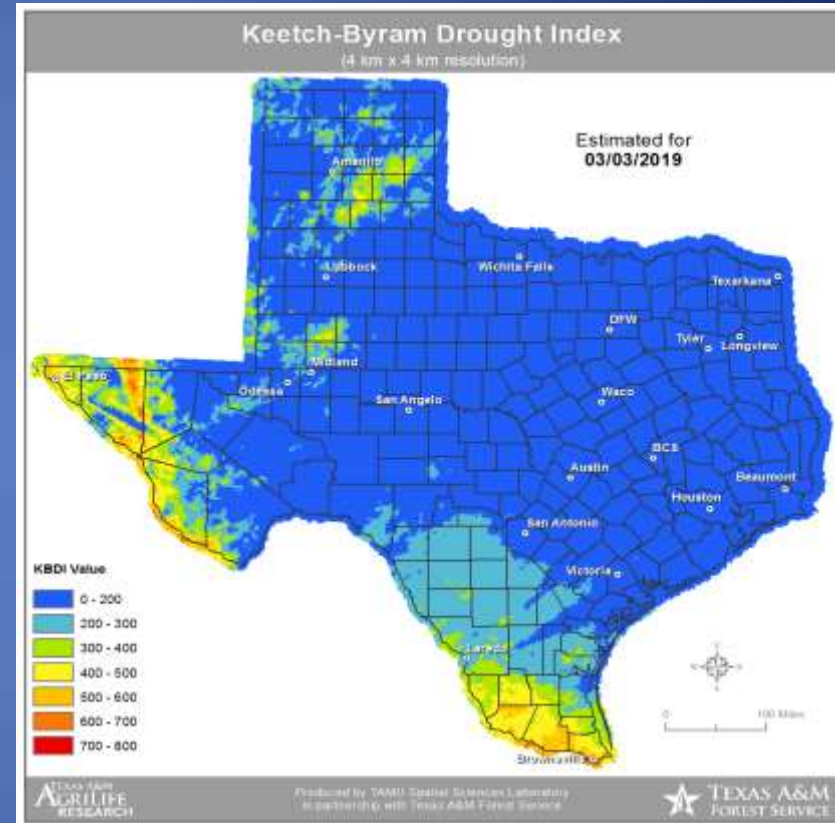 Keetch-Byram Drought Index
(4 km x 4 km resolution)
Estimated for
03/03/2019
Amarillo
Lubbock
Wichita Falls
Texarkana
DFW
Tyler
Longview
Midland
El Paso
Odessa
San Angelo
Waco
BCS
Austin
Beaumont
Houston
San Antonio
Victoria
Laredo
Brownsville
KBDI Value
0 - 200
200 - 300
300 - 400
400 - 500
500 - 600
600 - 700
700 - 800
0
100 Miles
TEXAS A&M
AGRILIFE
RESEARCH
Produced by TAMU Spatial Sciences Laboratory
in partnership with Texas A&M Forest Service
TEXAS A&M
FOREST SERVICE